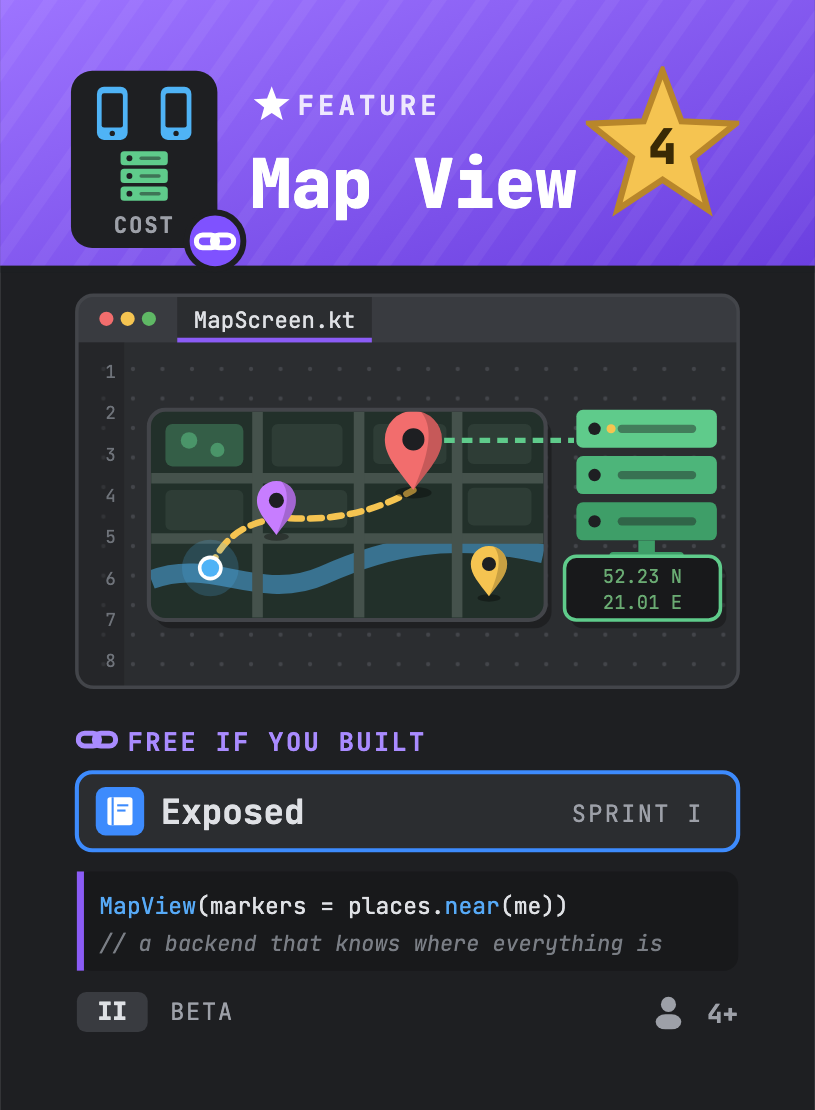 FEATURE
4
Map View
COST
MapScreen.kt
1
2
3
4
5
6
7
8
52.23 N
21.01 E
FREE IF YOU BUILT
Exposed
SPRINT I
MapView(markers = places.near(me))
// a backend that knows where everything is
II
BETA
4+